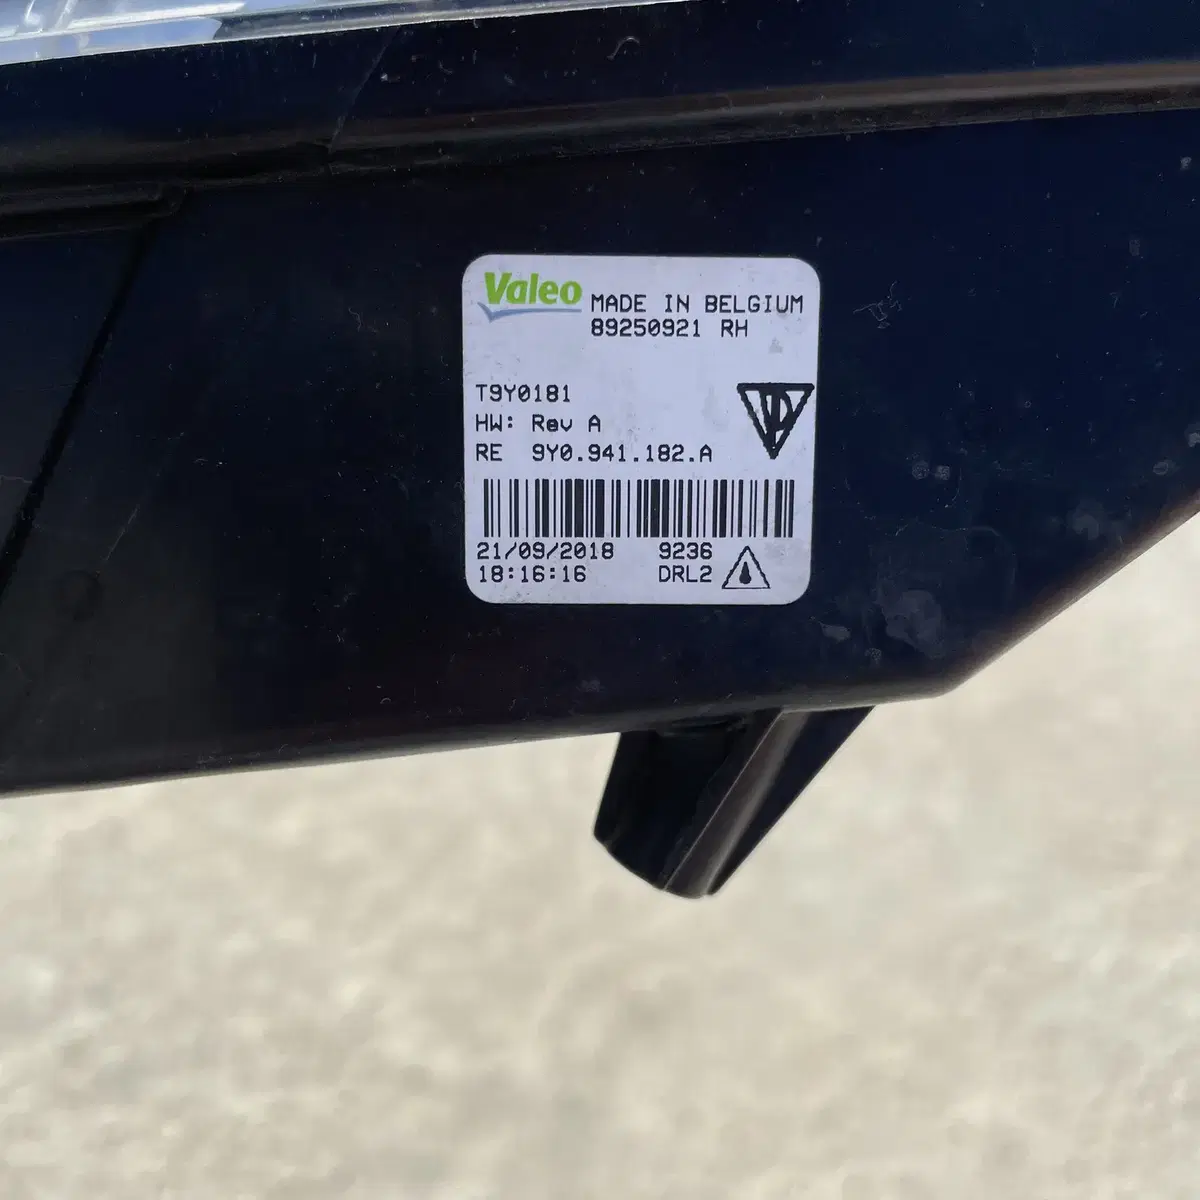 Valeo
MADE IN BELGIUM
89250921 RH
T9Y0181
HW: Rev A
RE 9Y0.941.182.A
21/09/2018 9236
18:16:16 DRL2